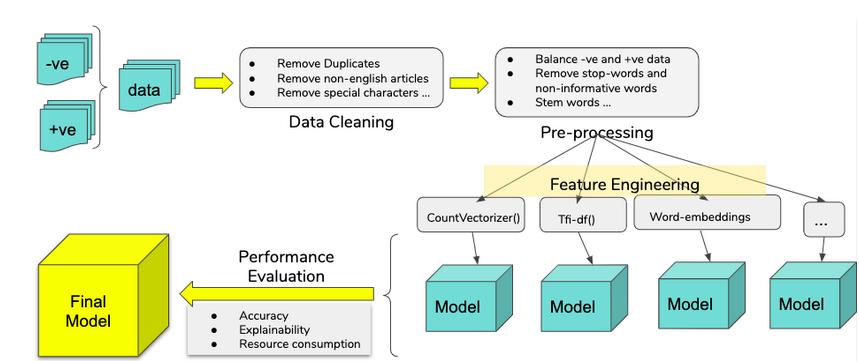 -ve
+ve
data
● Remove Duplicates
● Remove non-english articles
● Remove special characters ...
Data Cleaning
● Balance -ve and +ve data
● Remove stop-words and
non-informative words
● Stem words ...
Pre-processing
Feature Engineering
CountVectorizer()
Tfi-df()
Word-embeddings
...
Model
Model
Model
Model
Performance
Evaluation
● Accuracy
● Explainability
● Resource consumption
Final
Model